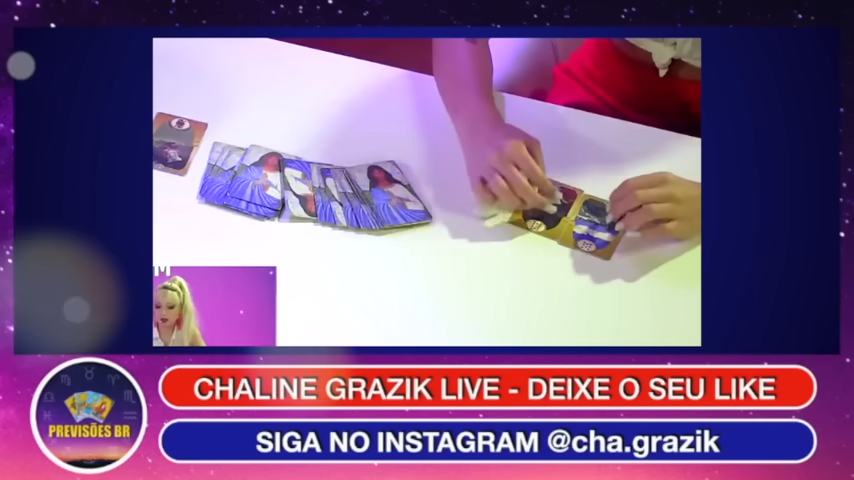 M
CHALINE GRAZIK LIVE - DEIXE O SEU LIKE
PREVISÕES BR
SIGA NO INSTAGRAM @cha.grazik